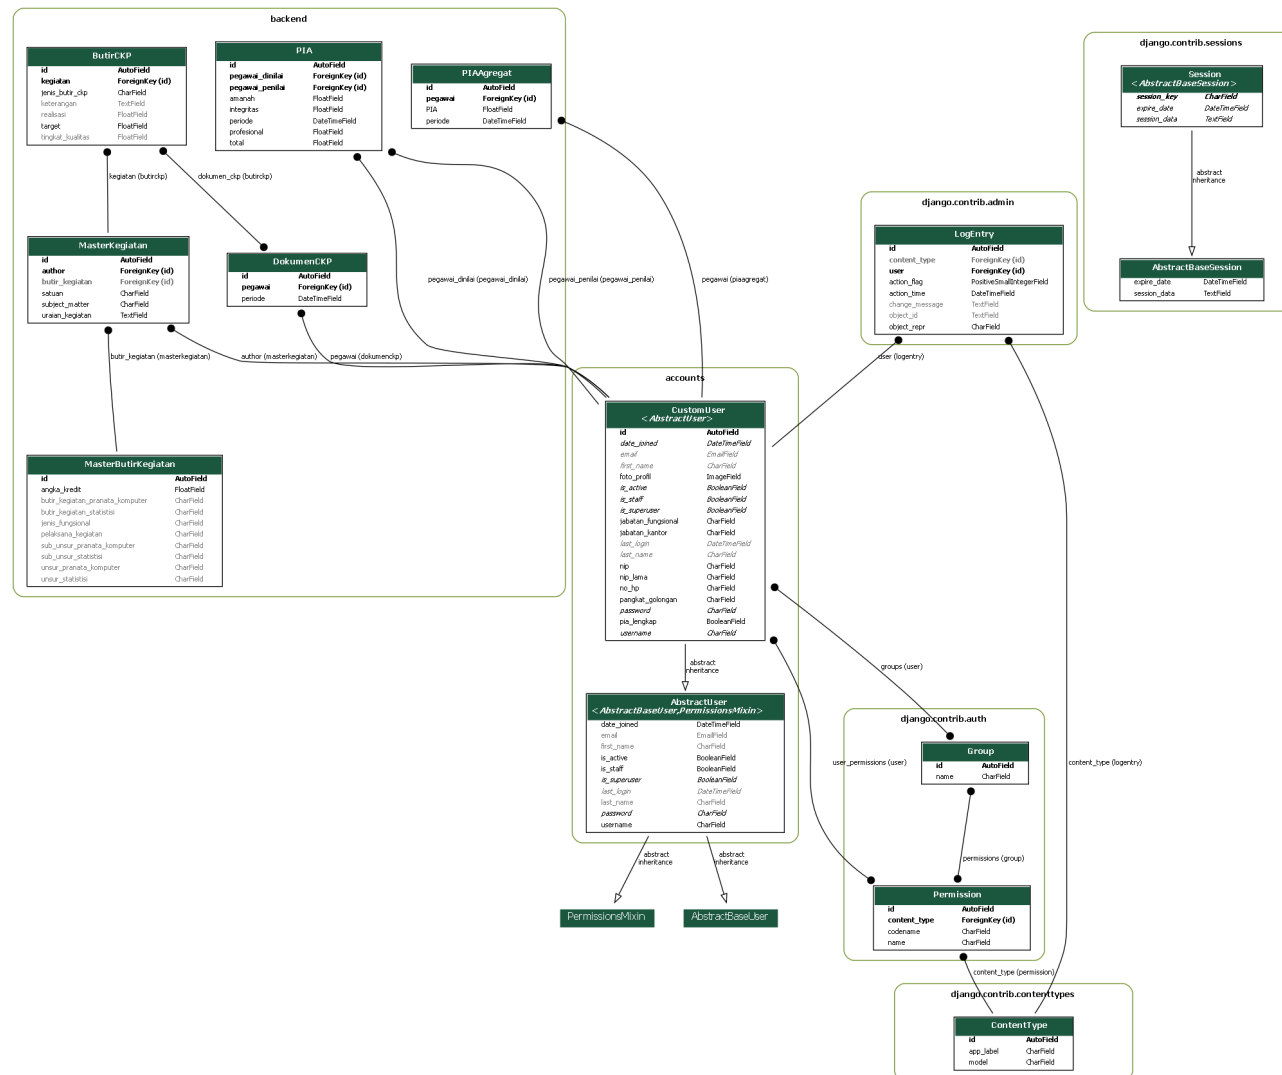 backend
ButirCKP
id AutoField
kegiatan ForeignKey (id)
jenis_butir_ckp CharField
keterangan TextField
realisasi FloatField
target FloatField
tingkat_kualitas FloatField
PIA
id AutoField
pegawai_dinilai ForeignKey (id)
pegawai_penilai ForeignKey (id)
amanah FloatField
integritas FloatField
periode DateTimeField
profesional FloatField
total FloatField
PIAAgregat
id AutoField
pegawai ForeignKey (id)
PIA FloatField
periode DateTimeField
kegiatan (butirckp)
dokumen_ckp (butirckp)
MasterKegiatan
id AutoField
author ForeignKey (id)
butir_kegiatan ForeignKey (id)
satuan CharField
subject_matter CharField
uraian_kegiatan TextField
DokumenCKP
id AutoField
pegawai ForeignKey (id)
periode DateTimeField
pegawai_dinilai (pegawai_dinilai)
pegawai_penilai (pegawai_penilai)
pegawai (piaagregat)
butir_kegiatan (masterkegiatan)
author (masterkegiatan)
pegawai (dokumenckp)
MasterButirKegiatan
id AutoField
angka_kredit FloatField
butir_kegiatan_pranata_komputer CharField
butir_kegiatan_statistisi CharField
jenis_fungsional CharField
pelaksana_kegiatan CharField
sub_unsur_pranata_komputer CharField
sub_unsur_statistisi CharField
unsur_pranata_komputer CharField
unsur_statistisi CharField
accounts
CustomUser
<AbstractUser>
id AutoField
date_joined DateTimeField
email EmailField
first_name CharField
foto_profil ImageField
is_active BooleanField
is_staff BooleanField
is_superuser BooleanField
jabatan_fungsional CharField
jabatan_kantor CharField
last_login DateTimeField
last_name CharField
nip CharField
nip_lama CharField
no_hp CharField
pangkat_golongan CharField
password CharField
pia_lengkap BooleanField
username CharField
abstract
inheritance
AbstractUser
<AbstractBaseUser,PermissionsMixin>
date_joined DateTimeField
email EmailField
first_name CharField
is_active BooleanField
is_staff BooleanField
is_superuser BooleanField
last_login DateTimeField
last_name CharField
password CharField
username CharField
abstract
inheritance
abstract
inheritance
PermissionsMixin
AbstractBaseUser
django.contrib.admin
LogEntry
id AutoField
content_type ForeignKey (id)
user ForeignKey (id)
action_flag PositiveSmallIntegerField
action_time DateTimeField
change_message TextField
object_id TextField
object_repr CharField
user (logentry)
content_type (logentry)
django.contrib.sessions
Session
<AbstractBaseSession>
session_key CharField
expire_date DateTimeField
session_data TextField
abstract
inheritance
AbstractBaseSession
expire_date DateTimeField
session_data TextField
groups (user)
user_permissions (user)
django.contrib.auth
Group
id AutoField
name CharField
permissions (group)
Permission
id AutoField
content_type ForeignKey (id)
codename CharField
name CharField
content_type (permission)
django.contrib.contenttypes
ContentType
id AutoField
app_label CharField
model CharField